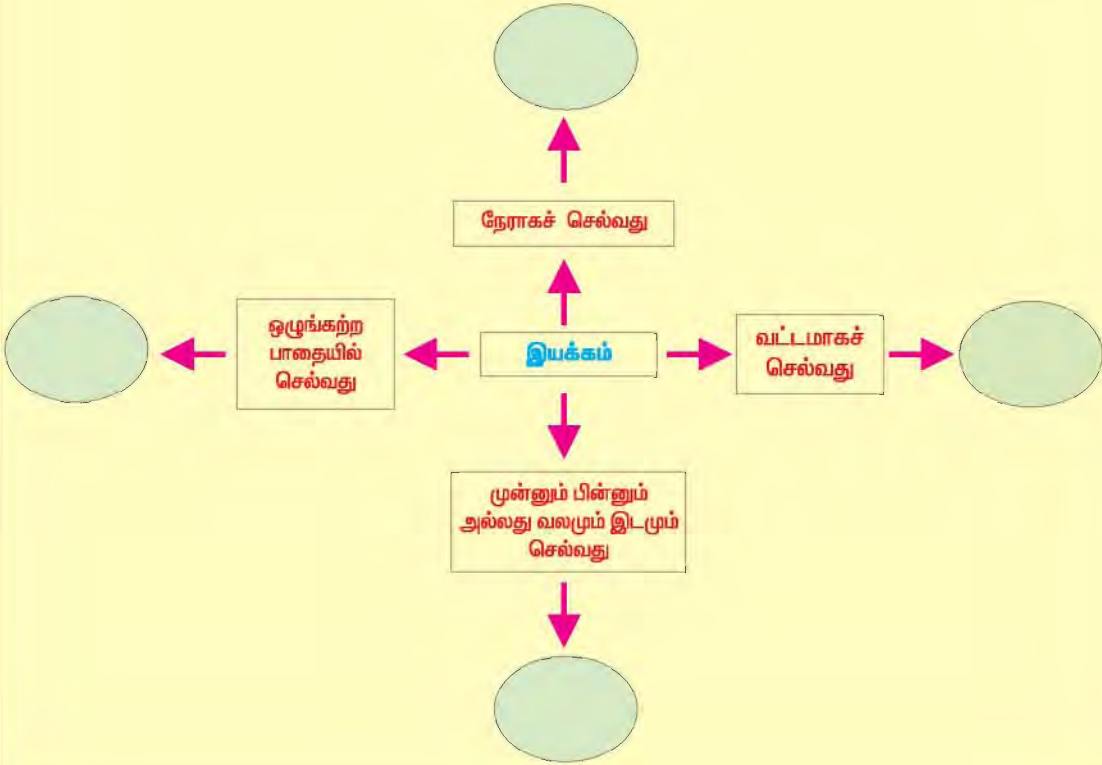 நேராகச் செல்வது
ஒழுங்கற்ற
பாதையில்
செல்வது
இயக்கம்
வட்டமாகச்
செல்வது
முன்னும் பின்னும்
அல்லது வலமும் இடமும்
செல்வது